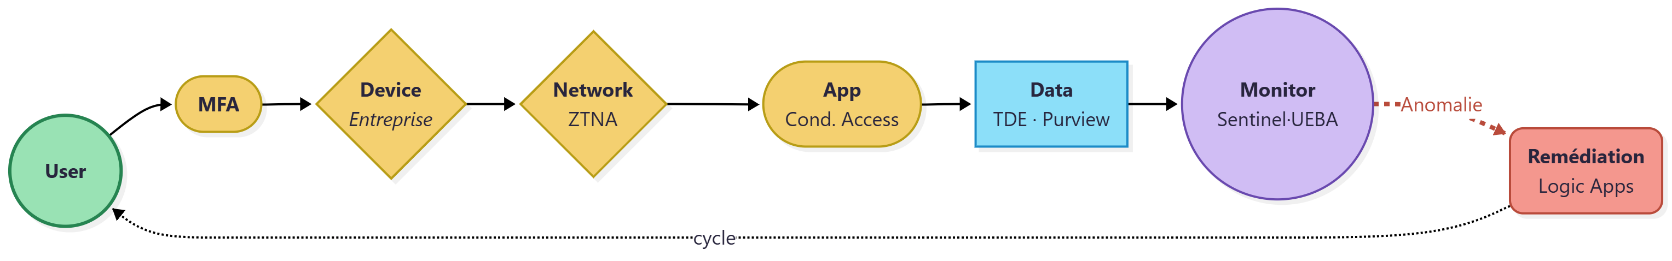 User
MFA
Device
Entreprise
Network
ZTNA
App
Cond. Access
Data
TDE · Purview
Monitor
Sentinel·UEBA
Anomalie
Remédiation
Logic Apps
cycle